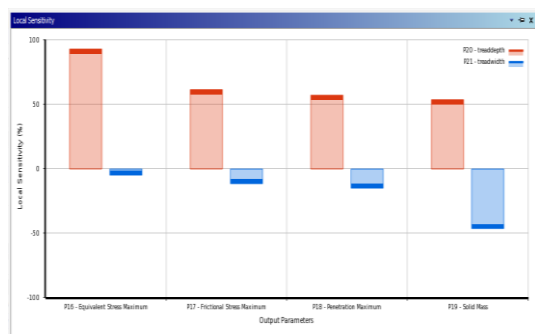 Local Sensitivity
100
P20 - treaddepth
P21 - treadwidth
50
0
-50
-100
Local Sensitivity (%)
P16 - Equivalent Stress Maximum P17 - Frictional Stress Maximum P18 - Penetration Maximum P19 - Solid Mass
Output Parameters